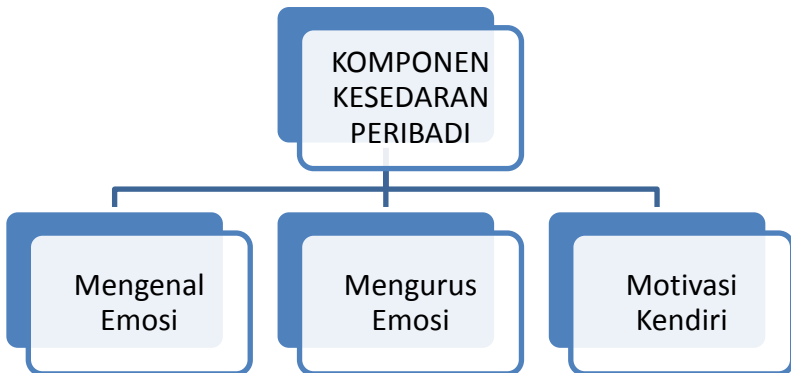 KOMPONEN
KESEDARAN
PERIBADI
Mengenal
Emosi
Mengurus
Emosi
Motivasi
Kendiri